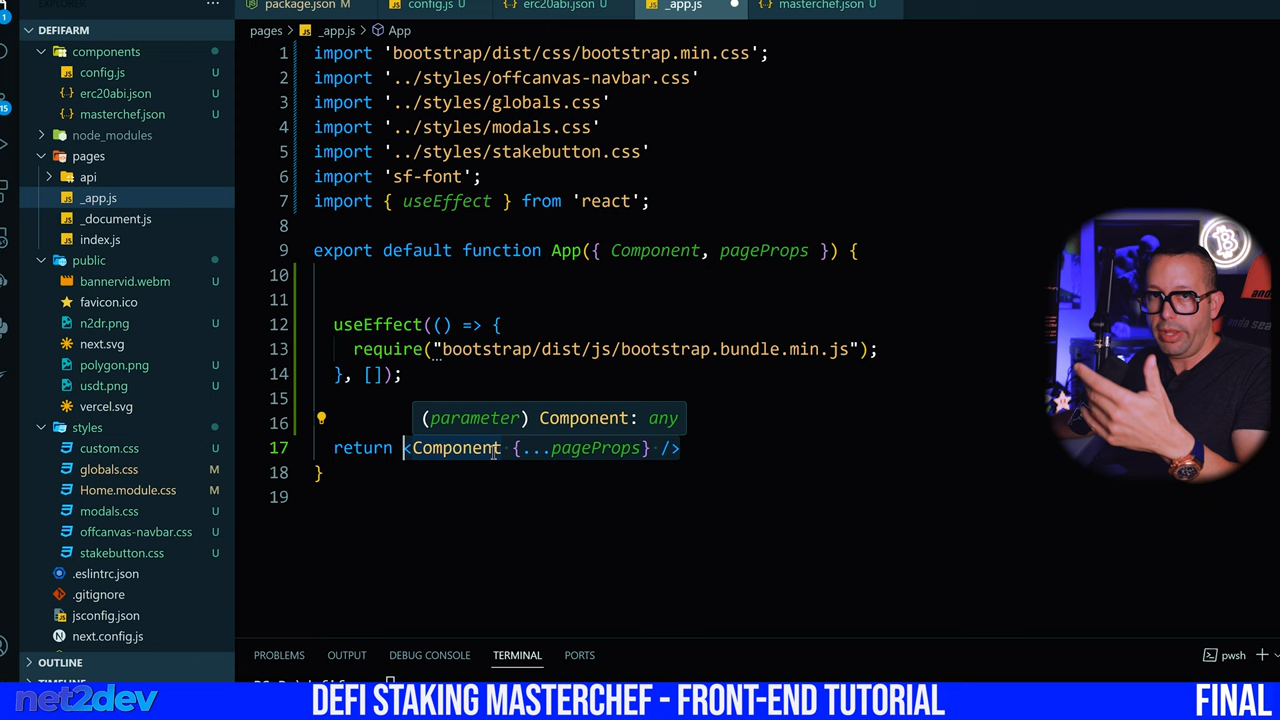 EXPLORER
...
package.json M
config.js U
erc20abi.json U
_app.js
masterchef.json U
DEFIFARM
components
config.js U
erc20abi.json U
masterchef.json U
node_modules
pages
api
_app.js
_document.js
index.js
public
bannervid.webm
favicon.ico
n2dr.png
next.svg
polygon.png
usdt.png
vercel.svg
styles
custom.css U
globals.css M
Home.module.css M
modals.css U
offcanvas-navbar.css U
stakebutton.css U
.eslintrc.json
.gitignore
jsconfig.json
next.config.js
OUTLINE
15
pages > _app.js > App
1 import 'bootstrap/dist/css/bootstrap.min.css';
2 import '../styles/offcanvas-navbar.css'
3 import '../styles/globals.css'
4 import '../styles/modals.css'
5 import '../styles/stakebutton.css'
6 import 'sf-font';
7 import { useEffect } from 'react';
8
9 export default function App({ Component, pageProps }) {
10
11
12 useEffect(() => {
13 require("bootstrap/dist/js/bootstrap.bundle.min.js");
14 }, []);
15
16
(parameter) Component: any
17 return <Component {...pageProps} />
18 }
19
PROBLEMS OUTPUT DEBUG CONSOLE TERMINAL PORTS
pwsh
net2dev
DEFI STAKING MASTERCHEF - FRONT-END TUTORIAL
FINAL